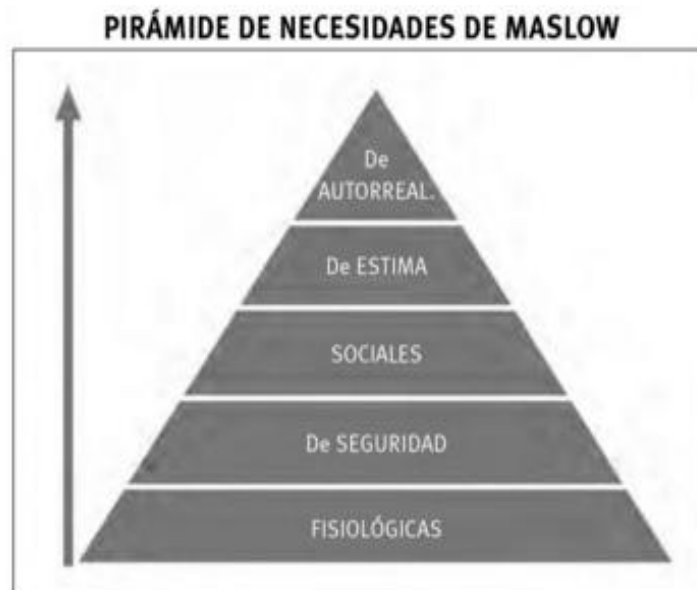 PIRÁMIDE DE NECESIDADES DE MASLOW
De
AUTORREAL.
De ESTIMA
SOCIALES
De SEGURIDAD
FISIOLÓGICAS